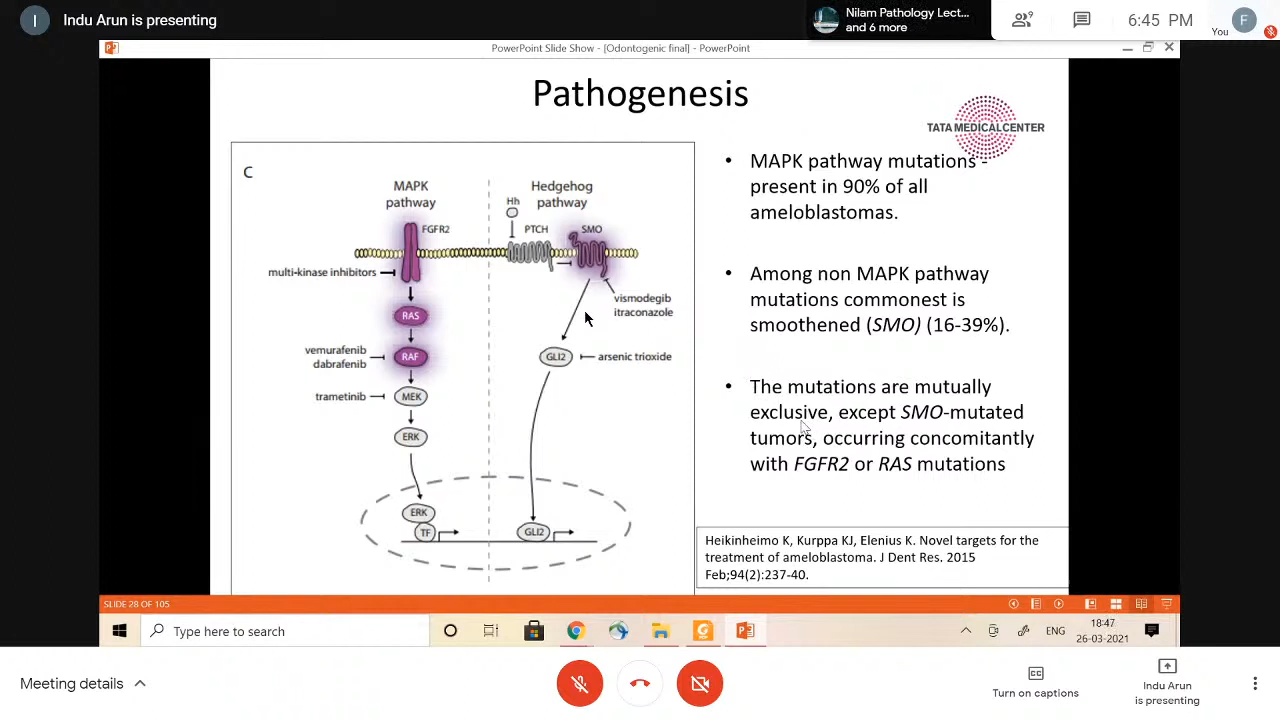 I
Indu Arun is presenting
Nilam Pathology Lect...
and 6 more
9
6:45 PM
F
You
PowerPoint Slide Show - [Odontogenic final] - PowerPoint
Pathogenesis
TATA MEDICAL CENTER
C
MAPK
pathway
Hedgehog
pathway
Hh
FGFR2
PTCH
SMO
multi-kinase inhibitors
RAS
vismodegib
itraconazole
vemurafenib
dabrafenib
RAF
GLI2
arsenic trioxide
trametinib
MEK
ERK
ERK
TF
GLI2
• MAPK pathway mutations -
present in 90% of all
ameloblastomas.
• Among non MAPK pathway
mutations commonest is
smoothened (SMO) (16-39%).
• The mutations are mutually
exclusive, except SMO-mutated
tumors, occurring concomitantly
with FGFR2 or RAS mutations
Heikinheimo K, Kurppa KJ, Elenius K. Novel targets for the
treatment of ameloblastoma. J Dent Res. 2015
Feb;94(2):237-40.
SLIDE 28 OF 105
Type here to search
ENG
18:47
26-03-2021
Meeting details
Turn on captions
Indu Arun
is presenting